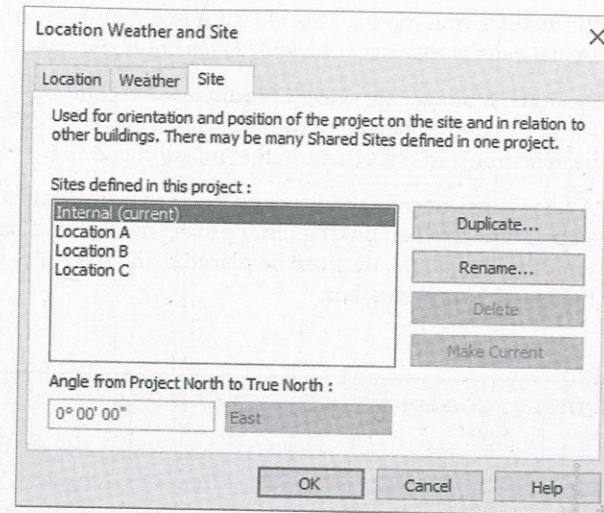 Location Weather and Site
Location Weather Site
Used for orientation and position of the project on the site and in relation to
other buildings. There may be many Shared Sites defined in one project.
Sites defined in this project :
Internal (current)
Location A
Location B
Location C
Duplicate...
Rename...
Delete
Make Current
Angle from Project North to True North :
0° 00' 00"
East
OK
Cancel
Help